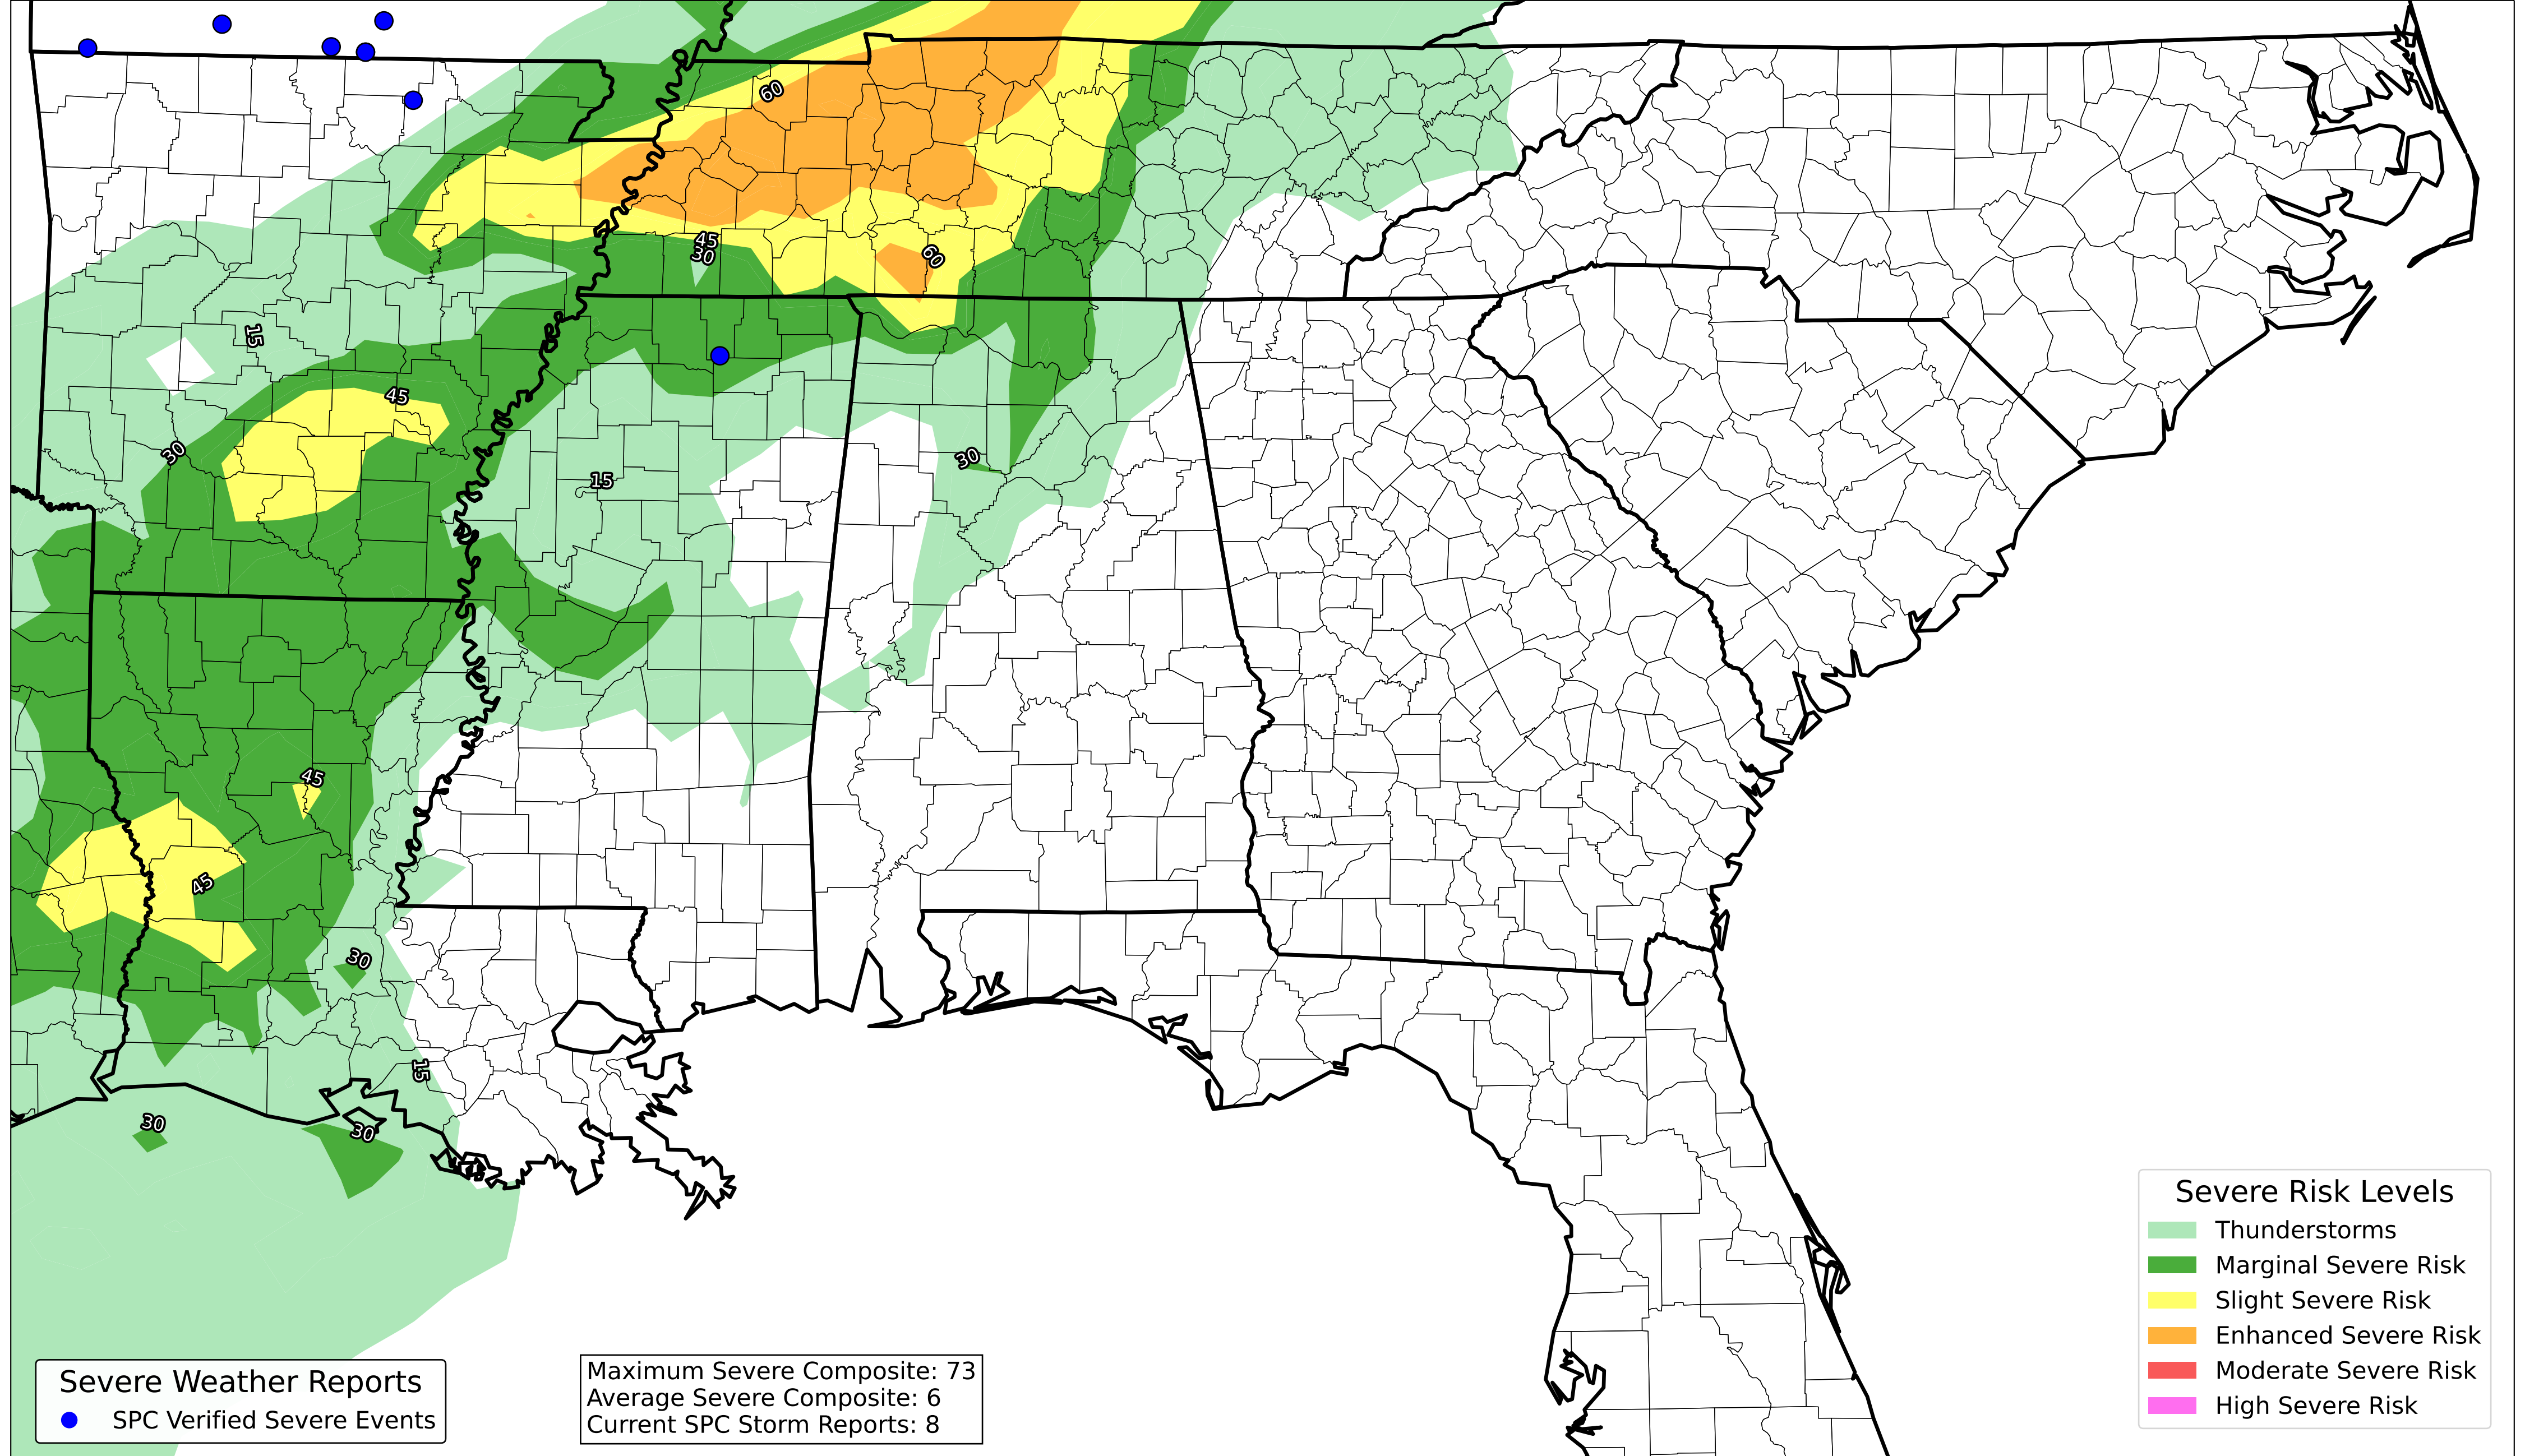 60
45
30
60
15
45
30
30
15
45
45
30
15
30
30
Severe Risk Levels
Thunderstorms
Marginal Severe Risk
Slight Severe Risk
Enhanced Severe Risk
Moderate Severe Risk
High Severe Risk
Severe Weather Reports
SPC Verified Severe Events
Maximum Severe Composite: 73
Average Severe Composite: 6
Current SPC Storm Reports: 8